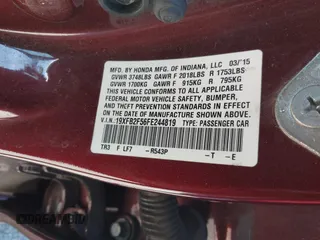 MFD. BY HONDA MFG. OF INDIANA, LLC 03/15
GVWR 3748LBS GAWR F 2018LBS R 1753LBS
GVWR 1700KG GAWR F 915KG R 795KG
THIS VEHICLE CONFORMS TO ALL APPLICABLE
FEDERAL MOTOR VEHICLE SAFETY, BUMPER,
AND THEFT PREVENTION STANDARDS IN EFFECT ON THE
DATE OF MANUFACTURE SHOWN ABOVE.
V.I.N.:19XFB2F56FE244819 TYPE: PASSENGER CAR
TR3 F LF7 -R543P -T -E